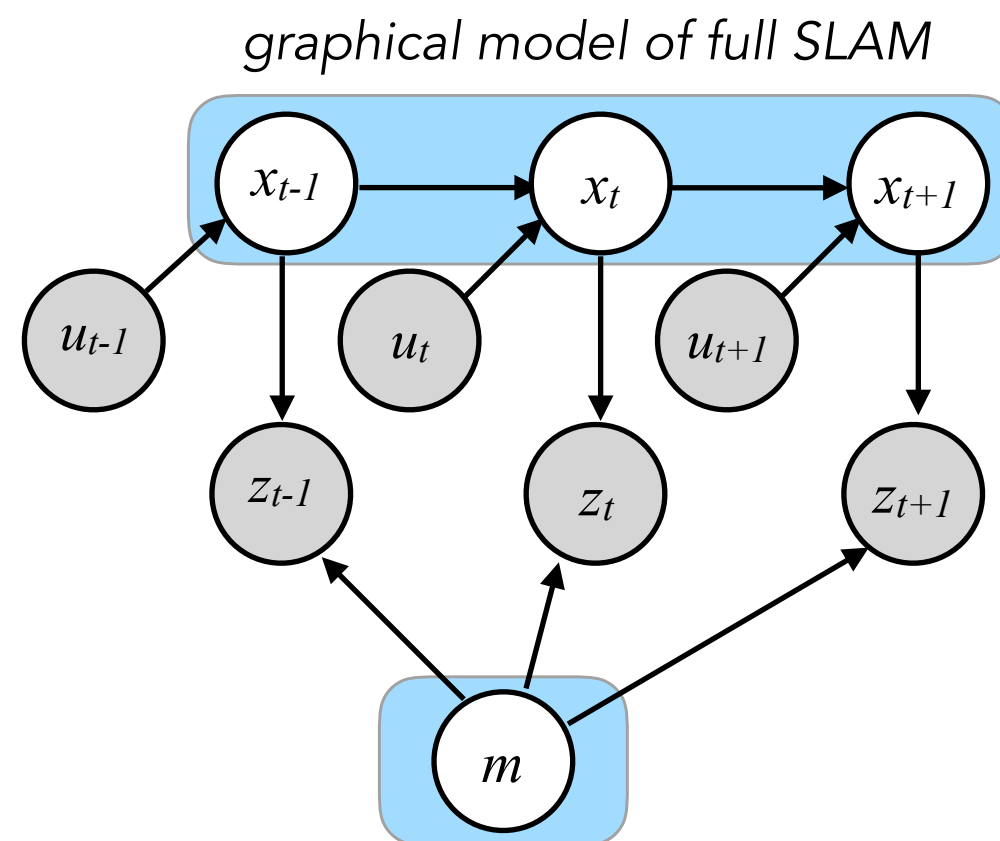 graphical model of full SLAM
xt-1
xt
xt+1
ut-1
ut
ut+1
zt-1
zt
zt+1
m